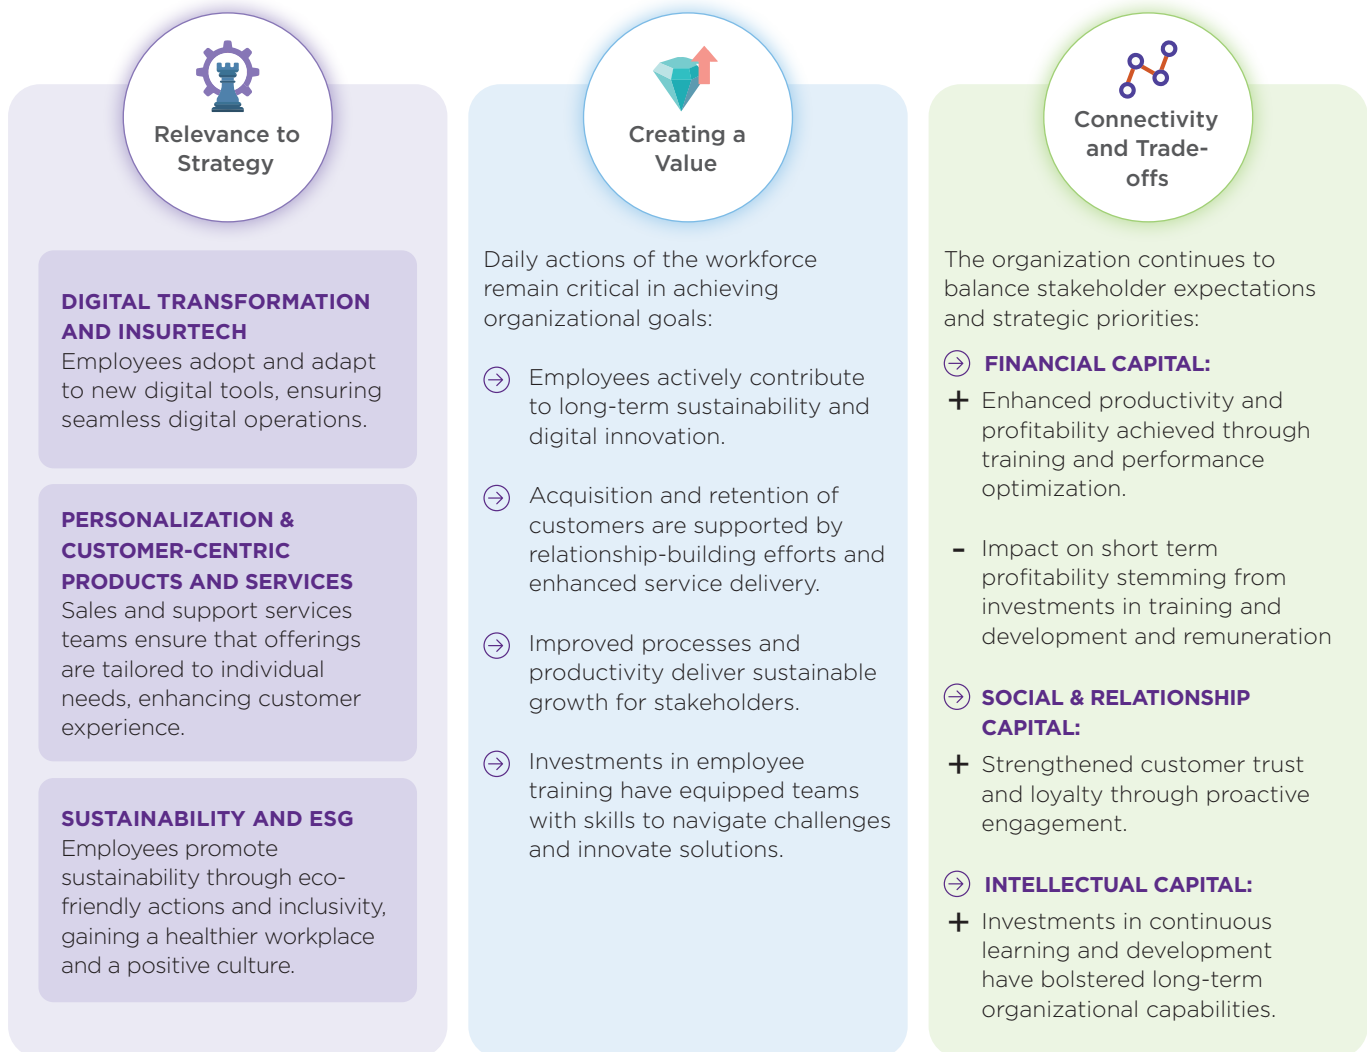 Relevance to
Strategy
DIGITAL TRANSFORMATION
AND INSURTECH
Employees adopt and adapt
to new digital tools, ensuring
seamless digital operations.
PERSONALIZATION &
CUSTOMER-CENTRIC
PRODUCTS AND SERVICES
Sales and support services
teams ensure that offerings
are tailored to individual
needs, enhancing customer
experience.
SUSTAINABILITY AND ESG
Employees promote
sustainability through eco-
friendly actions and inclusivity,
gaining a healthier workplace
and a positive culture.
Creating a
Value
Daily actions of the workforce
remain critical in achieving
organizational goals:
Employees actively contribute
to long-term sustainability and
digital innovation.
Acquisition and retention of
customers are supported by
relationship-building efforts and
enhanced service delivery.
Improved processes and
productivity deliver sustainable
growth for stakeholders.
Investments in employee
training have equipped teams
with skills to navigate challenges
and innovate solutions.
Connectivity
and Trade-
offs
The organization continues to
balance stakeholder expectations
and strategic priorities:
FINANCIAL CAPITAL:
+ Enhanced productivity and
profitability achieved through
training and performance
optimization.
- Impact on short term
profitability stemming from
investments in training and
development and remuneration
SOCIAL & RELATIONSHIP
CAPITAL:
+ Strengthened customer trust
and loyalty through proactive
engagement.
INTELLECTUAL CAPITAL:
+ Investments in continuous
learning and development
have bolstered long-term
organizational capabilities.